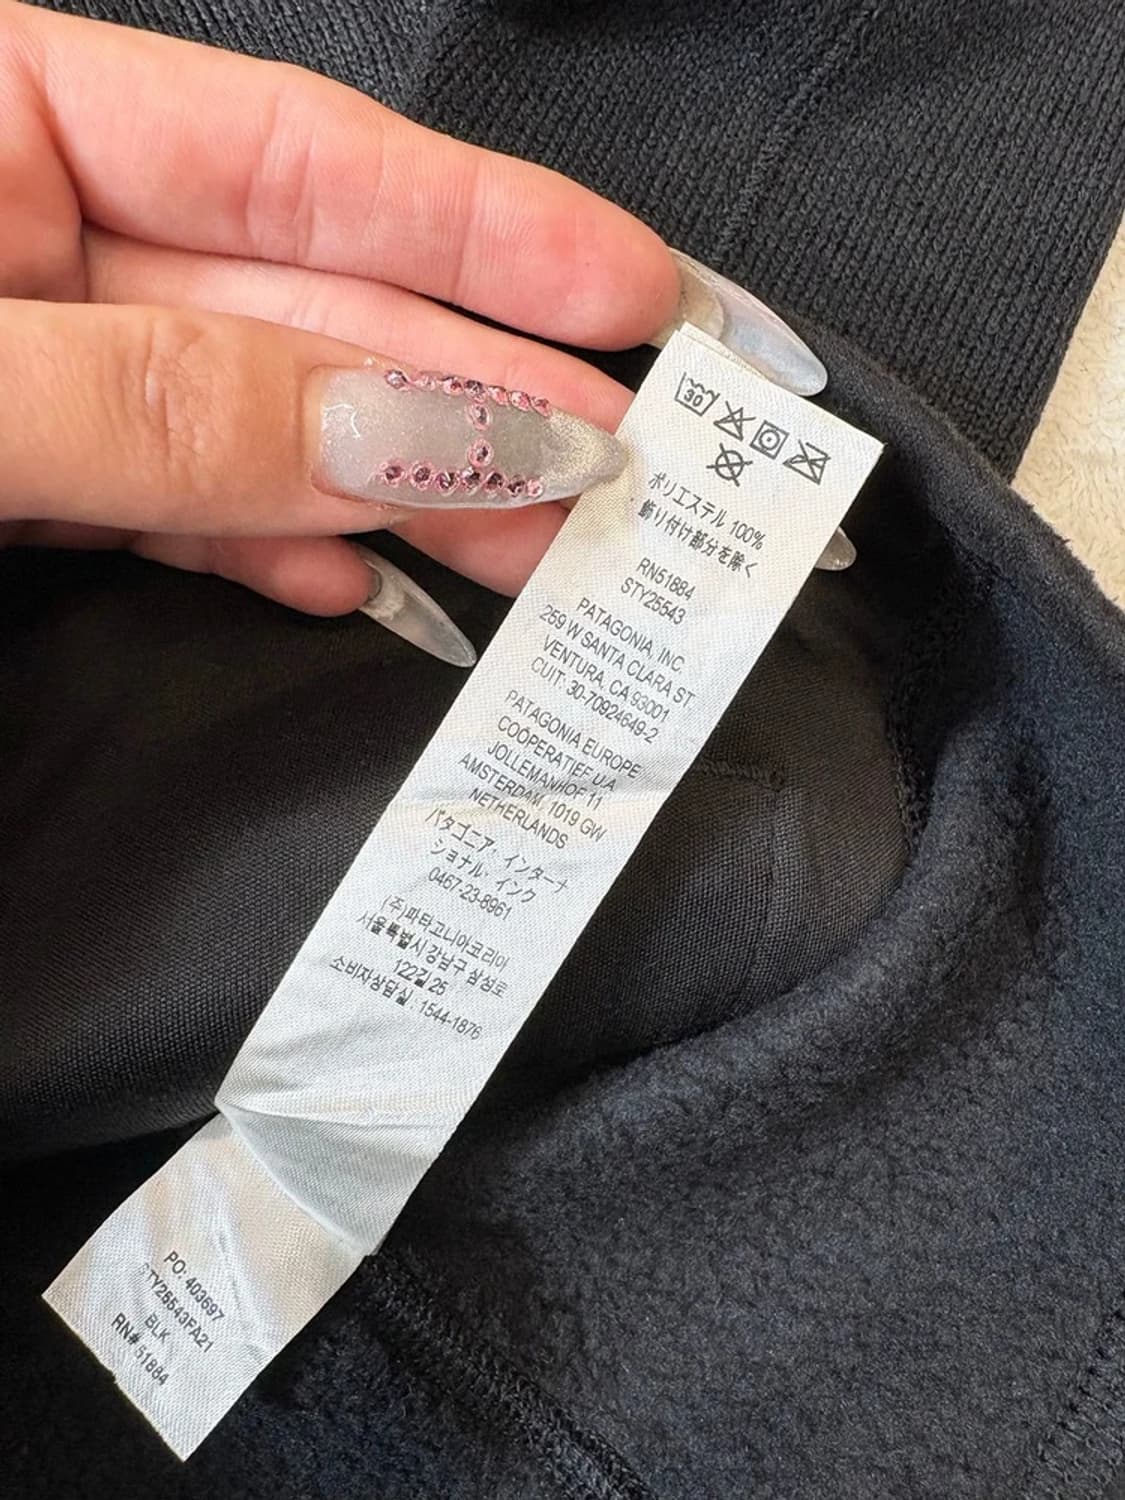 30
ポリエステル 100%
飾り付け部分を除く
RN51884
STY25543
PATAGONIA, INC.
259 W SANTA CLARA ST
VENTURA, CA 93001
CUIT: 30-70924649-2
PATAGONIA EUROPE
COÖPERATIEF U.A.
JOLLEMANHOF 11,
AMSTERDAM, 1019 GW
NETHERLANDS
パタゴニア・インターナ
ショナル・インク
0467-23-8961
(주)파타고니아코리아
서울특별시 강남구 삼성로
122길 25
소비자상담실 : 1544-1876
PO: 403697
STY25543FA21
BLK
RN# 51884